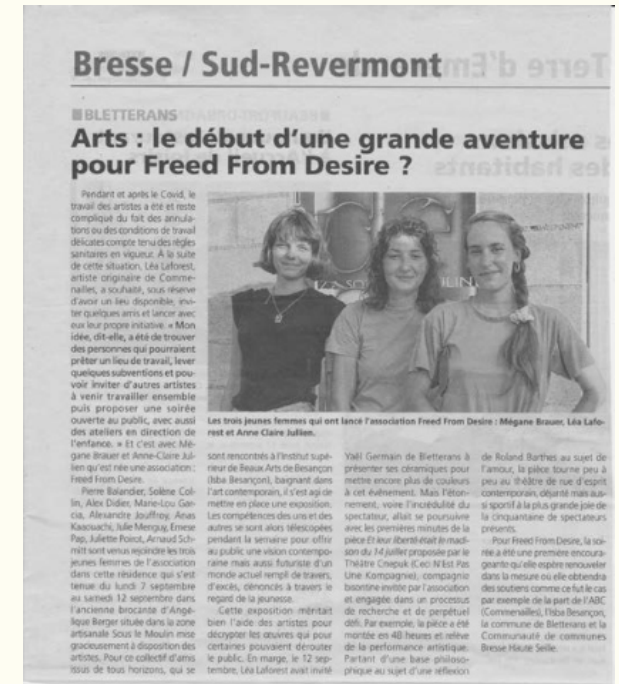 Bresse / Sud-Revermont
BLETTERANS
Arts : le début d'une grande aventure
pour Freed From Desire ?
Pendant et après le Covid, le
travail des artistes a été et reste
compliqué du fait des annula-
tions ou des conditions de travail
délicates compte tenu des règles
sanitaires en vigueur. À la suite
de cette situation, Léa Laforest,
artiste originaire de Comme-
nailles, a souhaité, sous réserve
d'avoir un lieu disponible, invi-
ter quelques amis et lancer avec
eux leur propre initiative. « Mon
idée, dit-elle, a été de trouver
des personnes qui pourraient
prêter un lieu de travail, lever
quelques subventions et pou-
voir inviter d'autres artistes
à venir travailler ensemble
puis proposer une soirée
ouverte au public, avec aussi
des ateliers en direction de
l'enfance. » Et c'est avec Mé-
gane Brauer et Anne-Claire Jul-
lien qu'est née une association :
Freed From Desire.
Pierre Balandier, Solène Col-
lin, Alex Didier, Marie-Lou Gar-
cia, Alexandre Jouffroy, Anas
Kaaouachi, Julie Menguy, Emese
Pap, Juliette Poirot, Arnaud Sch-
mitt sont venus rejoindre les trois
jeunes femmes de l'association
dans cette résidence qui s'est
tenue du lundi 7 septembre
au samedi 12 septembre dans
l'ancienne brocante d'Angé-
lique Barger située dans la zone
artisanale Sous le Moulin mise
gracieusement à disposition des
artistes. Pour ce collectif d'amis
issus de tous horizons, qui se
Les trois jeunes femmes qui ont lancé l'association Freed From Desire : Mégane Brauer, Léa Lafo-
rest et Anne Claire Jullien.
sont rencontrés à l'Institut supé-
rieur de Beaux Arts de Besançon
(Isba Besançon), baignant dans
l'art contemporain, il s'est agi de
mettre en place une exposition.
Les compétences des uns et des
autres se sont alors télescopées
pendant la semaine pour offrir
au public une vision contempo-
raine mais aussi futuriste d'un
monde actuel rempli de travers,
d'excès, dénoncés à travers le
regard de la jeunesse.
Cette exposition méritait
bien l'aide des artistes pour
décrypter les œuvres qui pour
certaines pouvaient dérouter
le public. En marge, le 12 sep-
tembre, Léa Laforest avait invité
Yaël Germain de Bletterans à
présenter ses céramiques pour
mettre encore plus de couleurs
à cet événement. Mais l'éton-
nement, voire l'incrédulité du
spectateur, allait se poursuivre
avec les premières minutes de la
pièce Et leur liberté était le madi-
son du 14 juillet proposée par le
Théâtre Cnepuk (Ceci N'Est Pas
Une Kompagnie), compagnie
bisontine invitée par l'association
et engagée dans un processus
de recherche et de perpétuel
défi. Par exemple, la pièce a été
montée en 48 heures et relève
de la performance artistique.
Partant d'une base philoso-
phique au sujet d'une réflexion
de Roland Barthes au sujet de
l'amour, la pièce tourne peu à
peu au théâtre de rue d'esprit
contemporain, déjanté mais aus-
si sportif à la plus grande joie de
la cinquantaine de spectateurs
présents.
Pour Freed From Desire, la soi-
rée a été une première encoura-
geante qu'elle espère renouveler
dans la mesure où elle obtiendra
des soutiens comme ce fut le cas
par exemple de la part de l'ABC
(Commenailles), l'Isba Besançon,
la commune de Bletterans et la
Communauté de communes
Bresse Haute Seille.